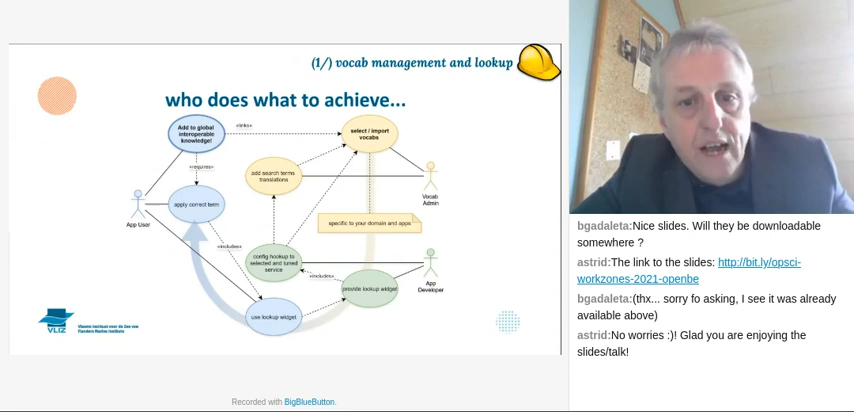 (1/) vocab management and lookup
who does what to achieve...
Add to global
interoperable
knowledge!
«links»
select / import
vocabs
«requires»
add search terms
translations
Vocab
Admin
App User
apply correct term
specific to your domain and apps
«includes»
config hookup to
selected and tuned
service
«includes»
App
Developer
provide lookup widget
use lookup widget
VLIZ
Vlaams Instituut voor de Zee vzw
Flanders Marine Institute
Recorded with BigBlueButton.
bgadaleta:Nice slides. Will they be downloadable
somewhere ?
astrid:The link to the slides: http://bit.ly/opsci-
workzones-2021-openbe
bgadaleta:(thx... sorry fo asking, I see it was already
available above)
astrid:No worries :)! Glad you are enjoying the
slides/talk!